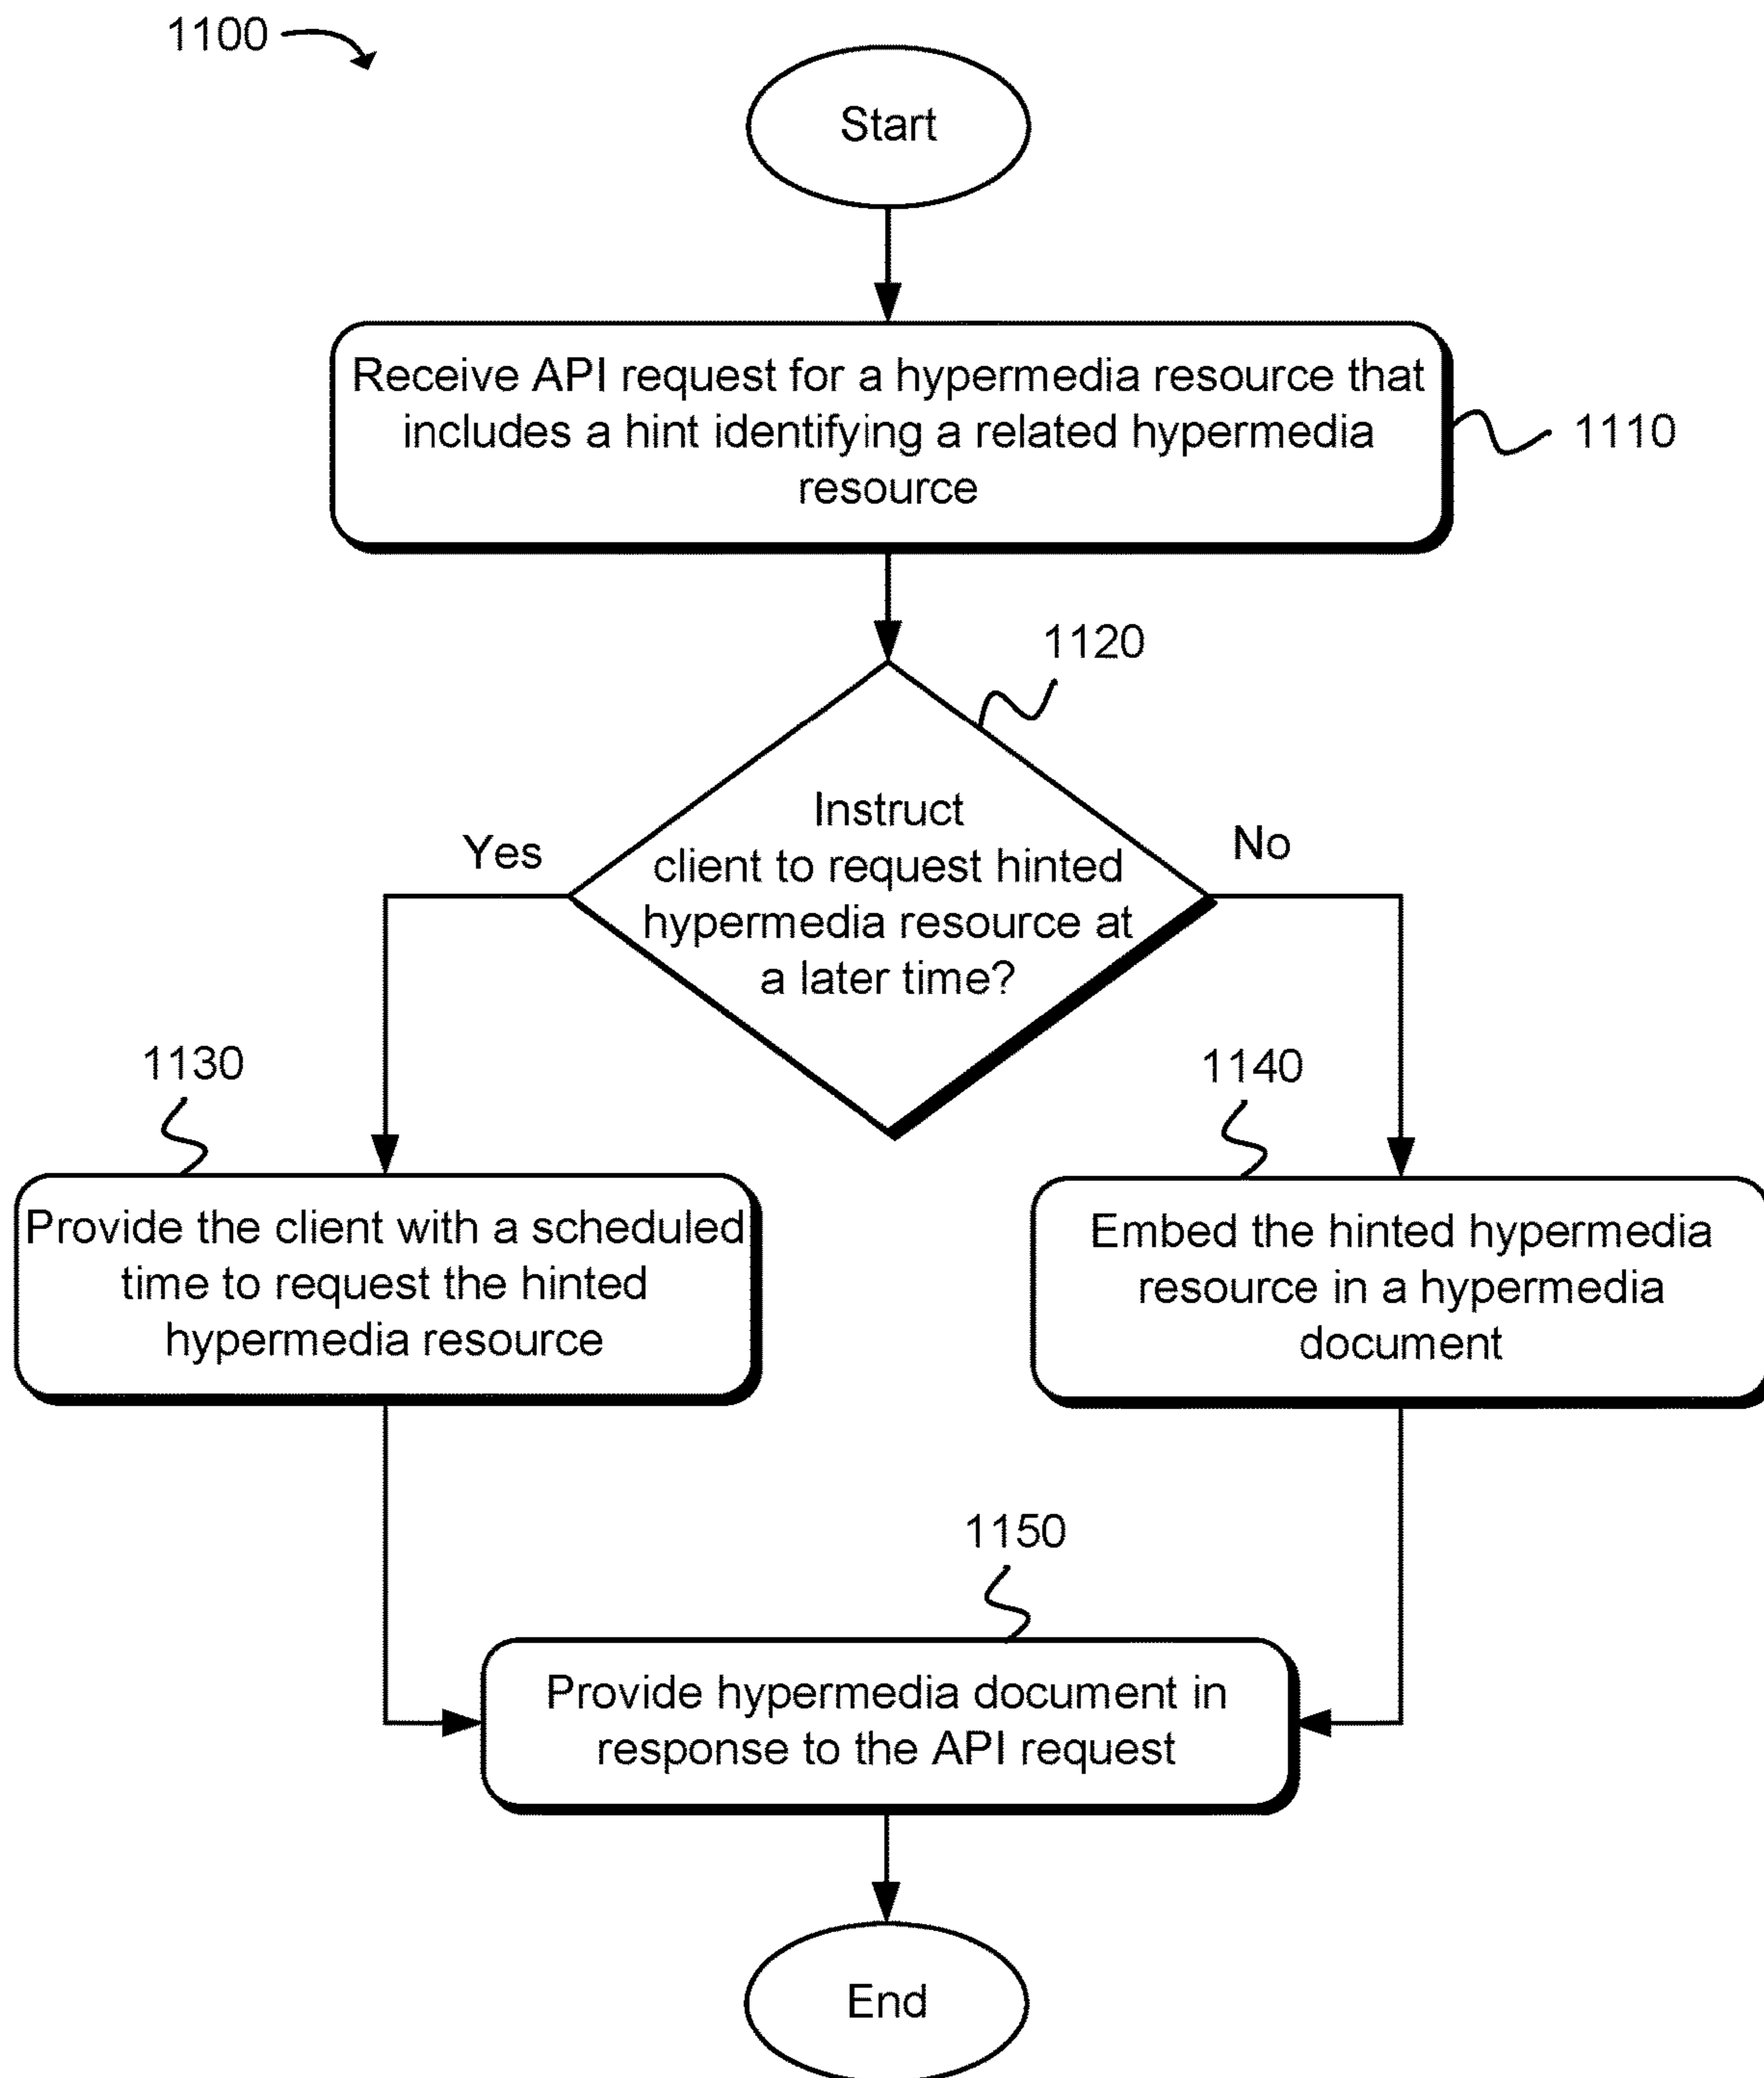 1100
Start
Receive API request for a hypermedia resource that
includes a hint identifying a related hypermedia
resource
1110
1120
Instruct
client to request hinted
hypermedia resource at
a later time?
Yes
No
1130
Provide the client with a scheduled
time to request the hinted
hypermedia resource
1140
Embed the hinted hypermedia
resource in a hypermedia
document
1150
Provide hypermedia document in
response to the API request
End